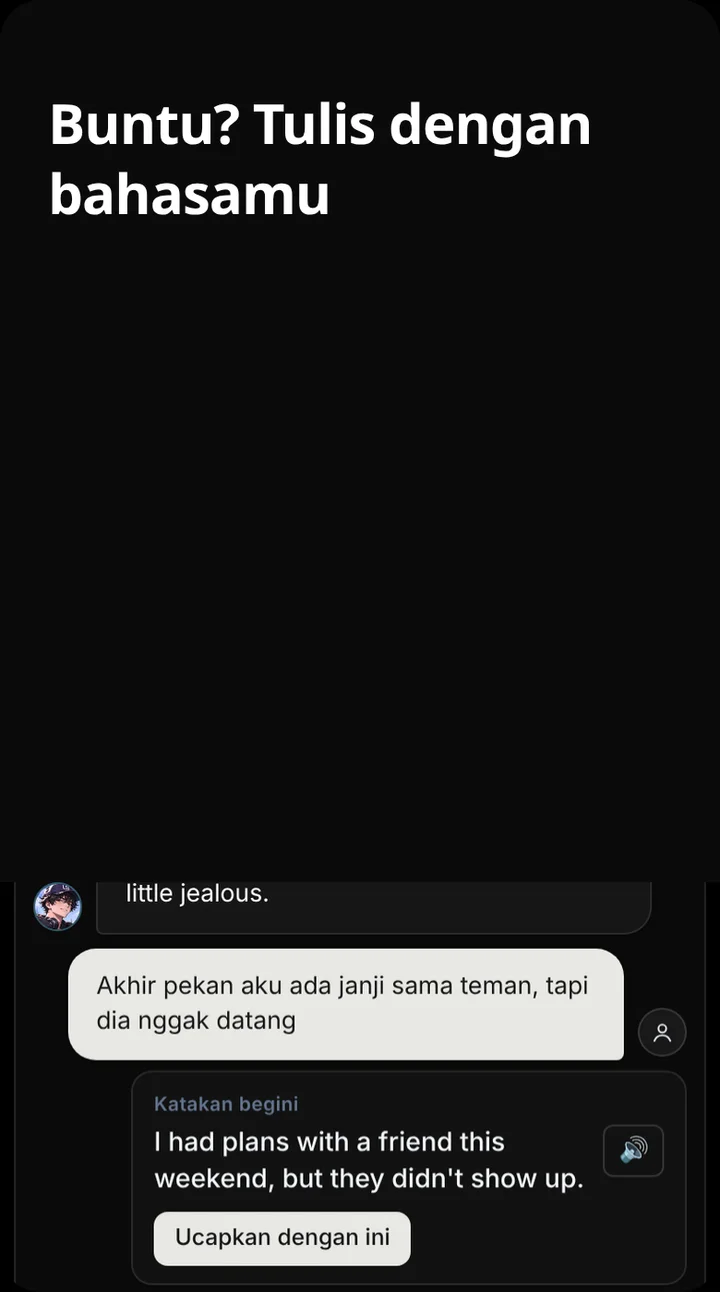 Buntu? Tulis dengan
bahasamu
little jealous.
Akhir pekan aku ada janji sama teman, tapi
dia nggak datang
Katakan begini
I had plans with a friend this
weekend, but they didn't show up.
Ucapkan dengan ini